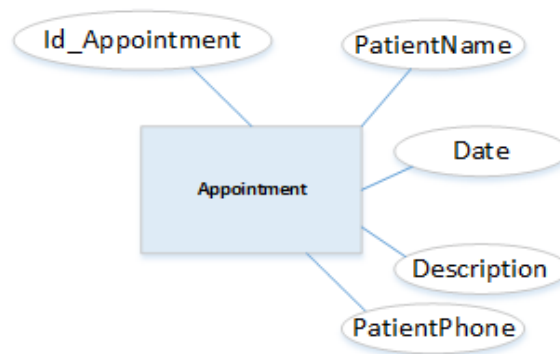 Id_Appointment
PatientName
Date
Appointment
Description
PatientPhone